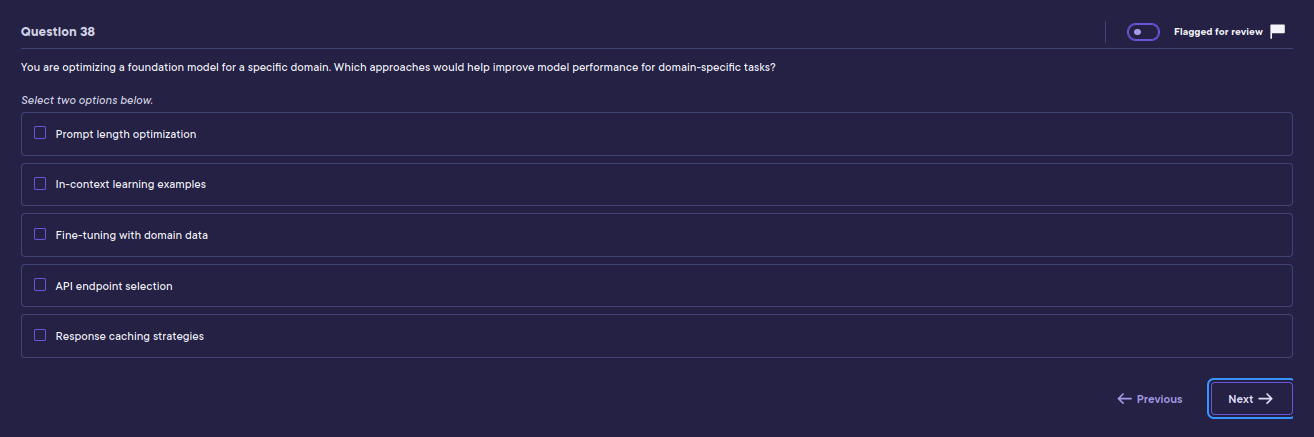 Question 38
Flagged for review
You are optimizing a foundation model for a specific domain. Which approaches would help improve model performance for domain-specific tasks?
Select two options below.
Prompt length optimization
In-context learning examples
Fine-tuning with domain data
API endpoint selection
Response caching strategies
Previous
Next